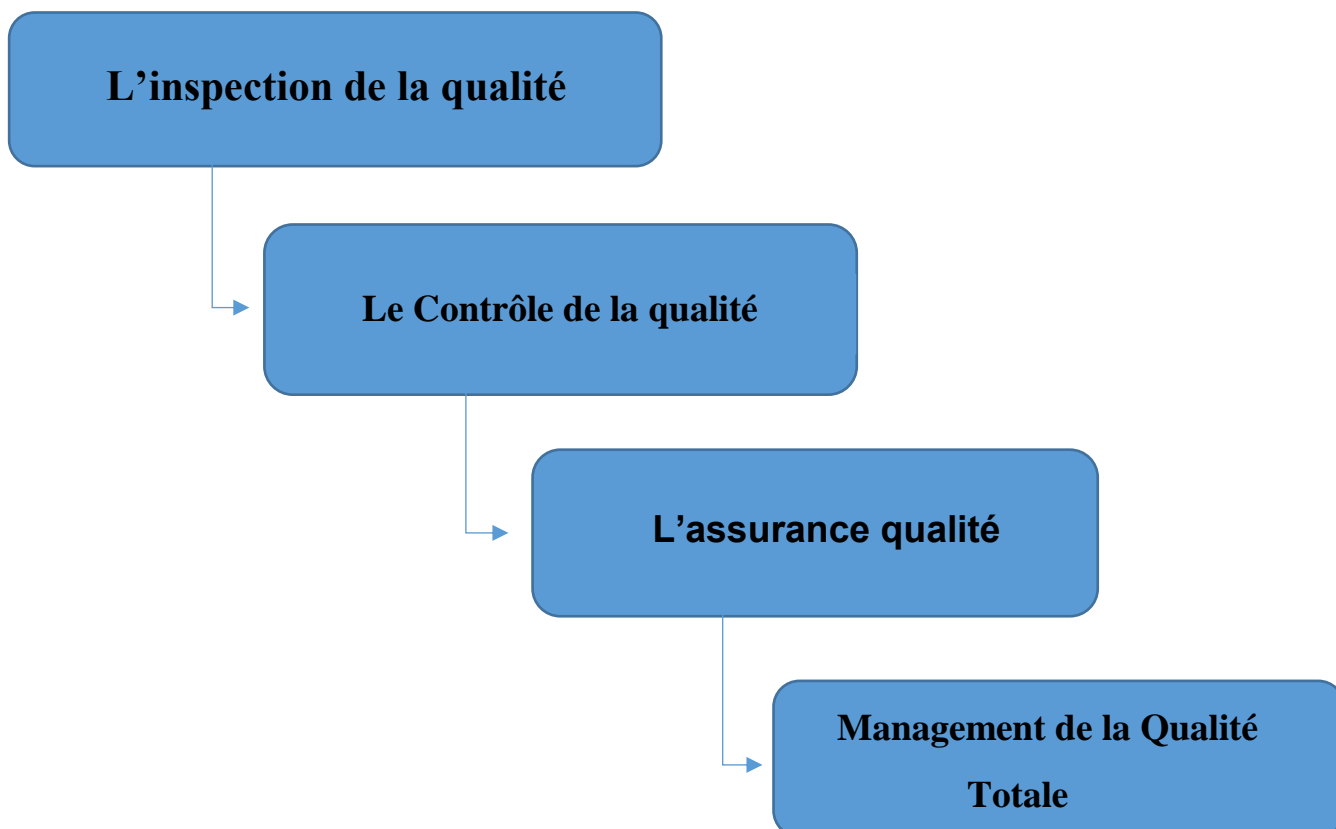 L’inspection de la qualité
Le Contrôle de la qualité
L’assurance qualité
Management de la Qualité
Totale